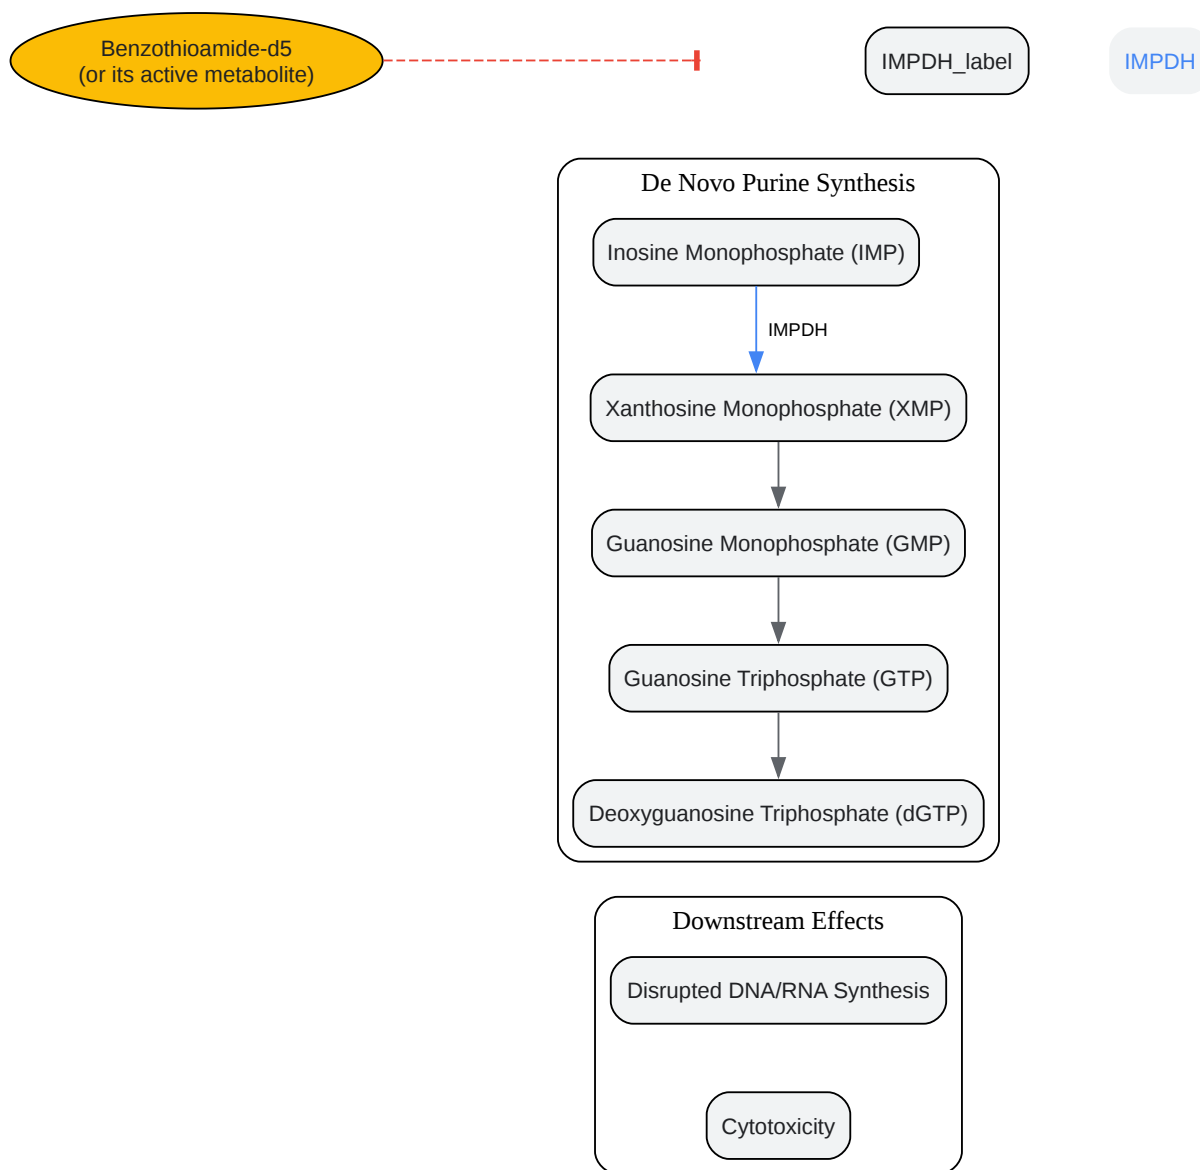 Benzothioamide-d5
(or its active metabolite)
IMPDH_label
IMPDH
De Novo Purine Synthesis
Inosine Monophosphate (IMP)
IMPDH
Xanthosine Monophosphate (XMP)
Guanosine Monophosphate (GMP)
Guanosine Triphosphate (GTP)
Deoxyguanosine Triphosphate (dGTP)
Downstream Effects
Disrupted DNA/RNA Synthesis
Cytotoxicity